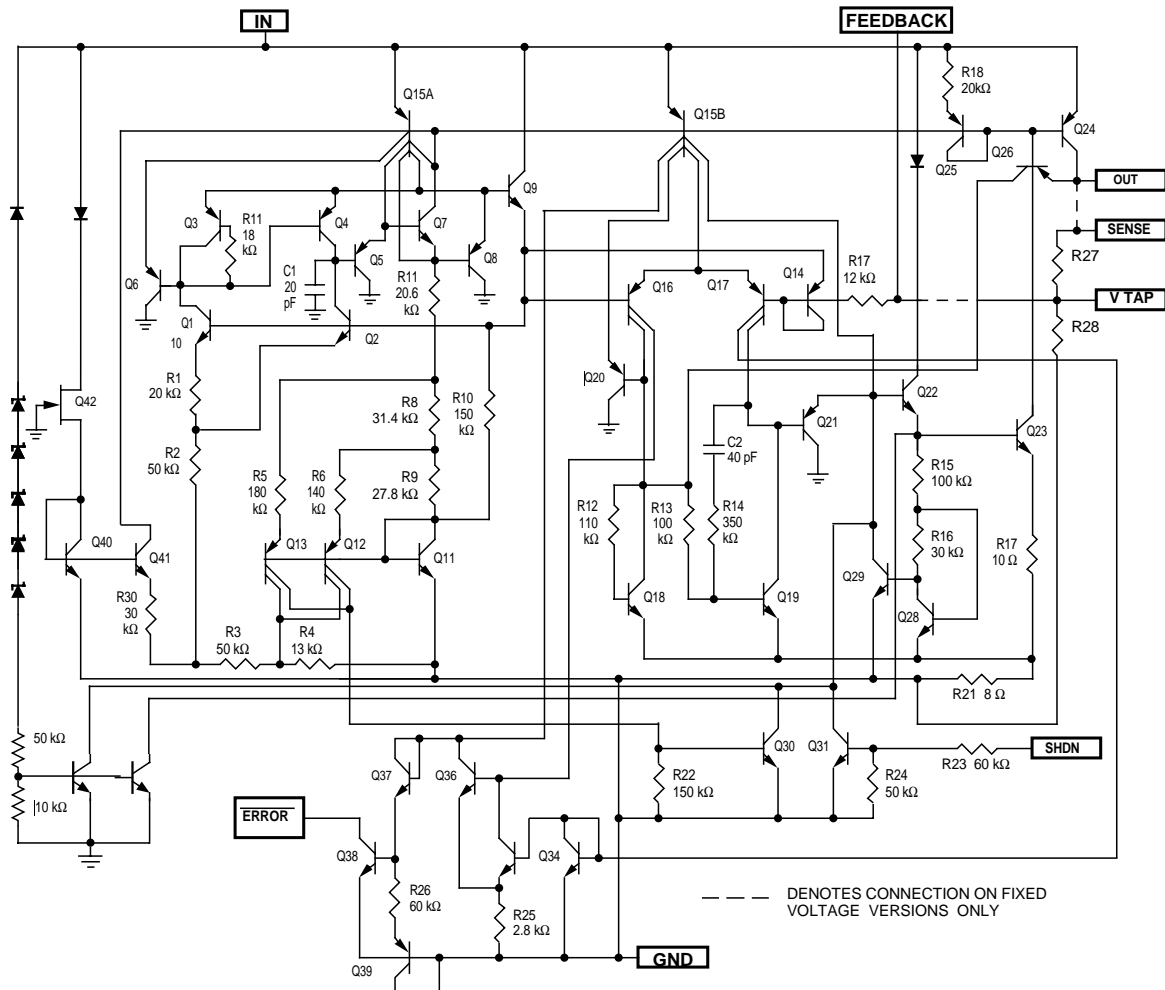 IN
FEEDBACK
R18
20kΩ
Q15A
Q15B
Q24
Q26
Q25
OUT
Q9
Q3
R11
18
kΩ
Q4
Q7
SENSE
R27
Q5
Q8
Q6
C1
20
pF
R11
20.6
kΩ
Q16
Q17
Q14
R17
12 kΩ
V TAP
Q1
10
Q2
R28
R1
20 kΩ
Q42
R8
31.4 kΩ
R10
150
kΩ
Q20
Q22
Q21
Q23
R2
50 kΩ
R5
180
kΩ
R6
140
kΩ
R9
27.8 kΩ
C2
40 pF
R15
100 kΩ
R12
110
kΩ
R13
100
kΩ
R14
350
kΩ
R16
30 kΩ
R17
10 Ω
Q40
Q41
Q13
Q12
Q11
Q29
R30
30
kΩ
Q18
Q19
Q28
R3
50 kΩ
R4
13 kΩ
R21 8 Ω
50 kΩ
10 kΩ
Q37
Q36
R22
150 kΩ
Q30
Q31
R24
50 kΩ
R23 60 kΩ
SHDN
ERROR
Q38
Q34
R26
60 kΩ
R25
2.8 kΩ
DENOTES CONNECTION ON FIXED
VOLTAGE VERSIONS ONLY
Q39
GND